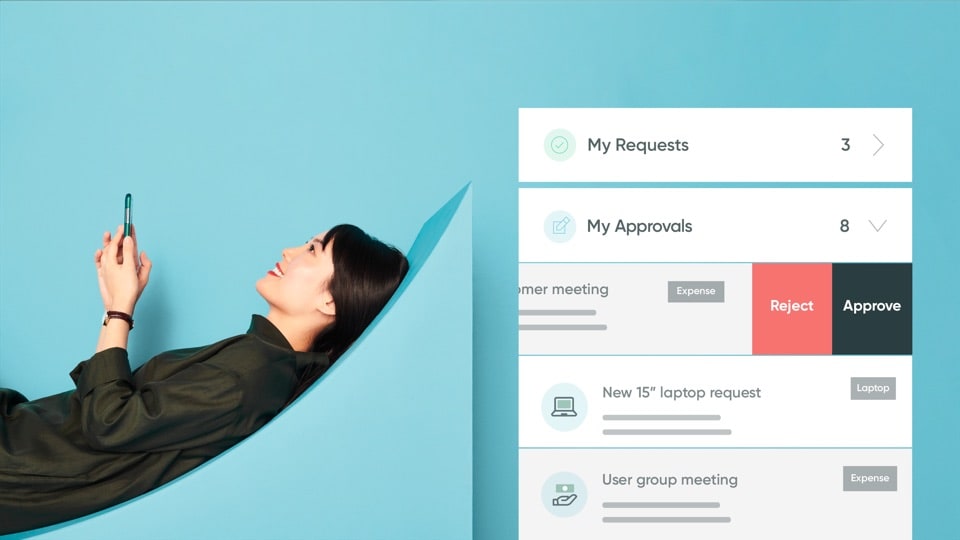 My Requests 3
My Approvals 8
omer meeting Expense
Reject Approve
New 15” laptop request Laptop
User group meeting Expense